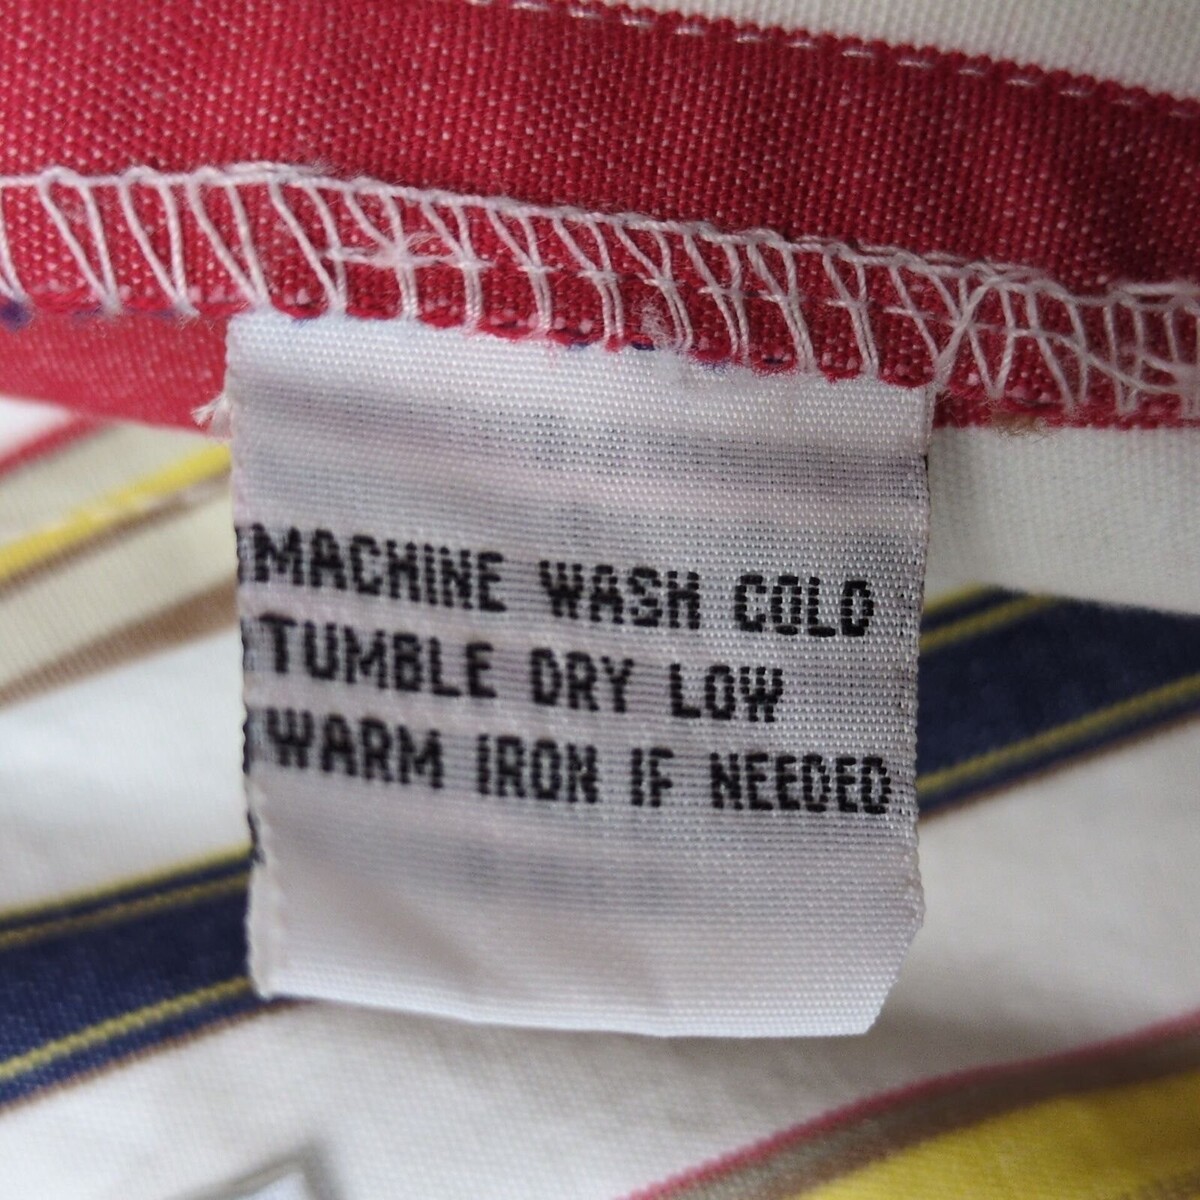 MACHINE WASH COLD
TUMBLE DRY LOW
WARM IRON IF NEEDED